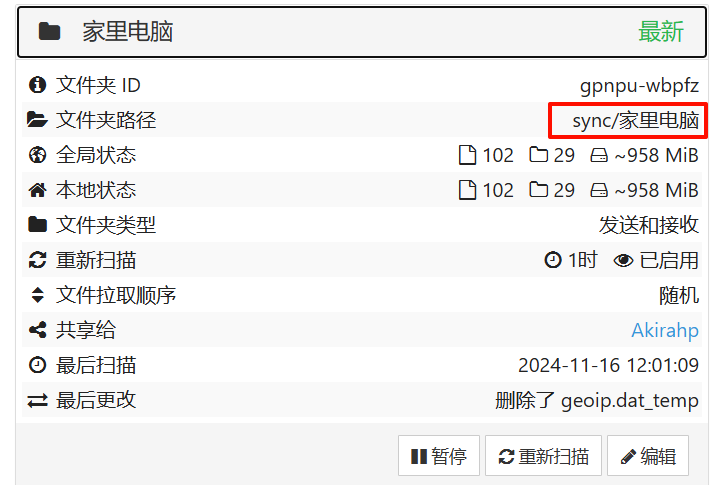 家里电脑 最新
文件夹 ID gpnpu-wbpfz
文件夹路径 sync/家里电脑
全局状态 102 29 ~958 MiB
本地状态 102 29 ~958 MiB
文件夹类型 发送和接收
重新扫描 1时 已启用
文件拉取顺序 随机
共享给 Akirahp
最后扫描 2024-11-16 12:01:09
最后更改 删除了 geoip.dat_temp
暂停 重新扫描 编辑